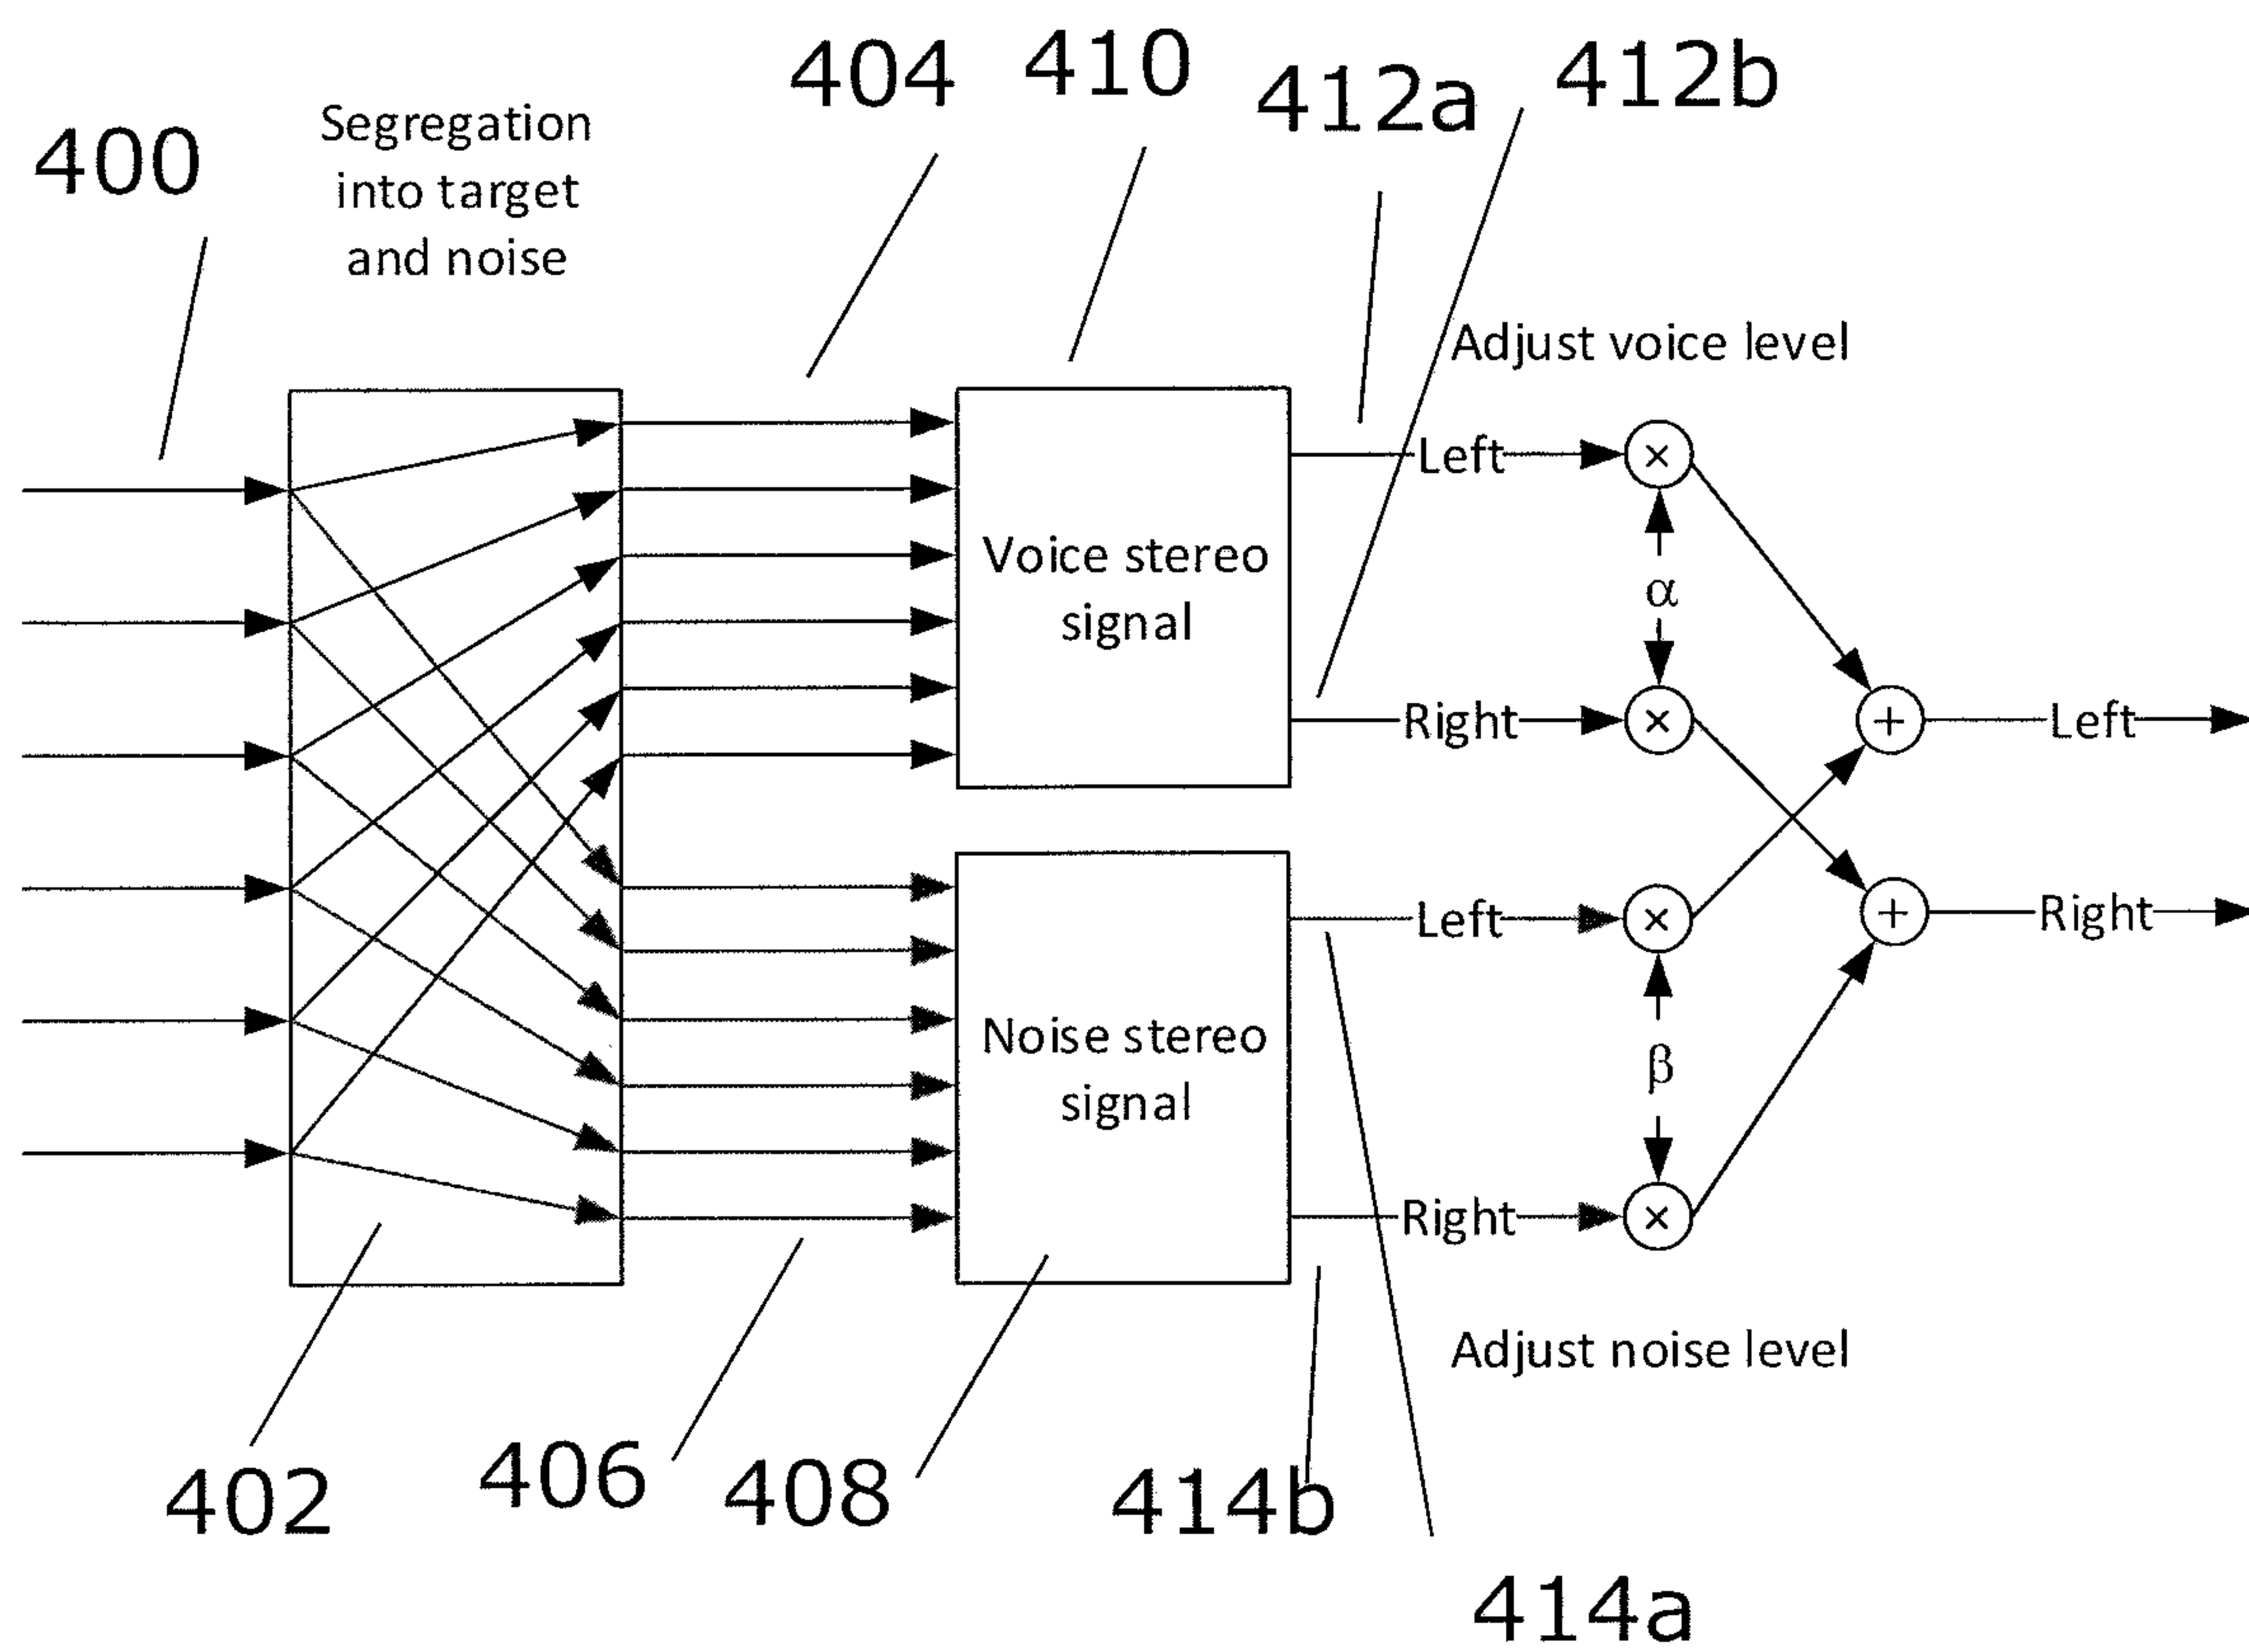 404
410
412a
412b
400
Segregation
into target
and noise
Adjust voice level
Left
×
Voice stereo
signal
α
Right
×
+
Left
Left
×
+
Right
Noise stereo
signal
β
Right
×
Adjust noise level
402
406
408
414b
414a